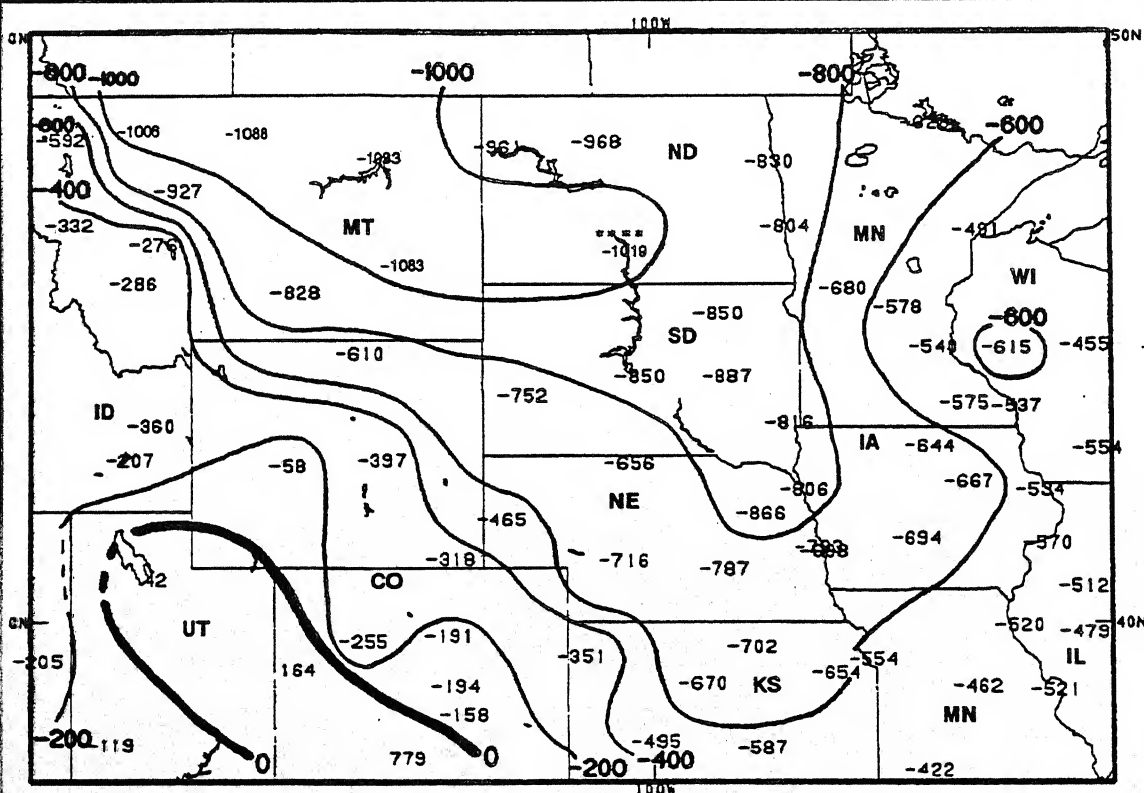 100W
0N 50N
-800 -1000 -1000 -800
-600 -592 -1006 -1088 -1083 -96 -968 ND -830 -600
-400 -927 MT
-332 -276 -804 MN -491
**** -1019
-286 -828 -1083 -680 -578 WI
-850 -600
-610 SD -540 -615 -455
-850 -887
ID -752 -575 -537
-360 -816 IA -644 -554
-207 -58 -397 -656
NE -806 -667 -534
-465 -866
-694 -570
-318 -716 -787
CO -512
42
UT -520 -479
0N 40N
-255 -191 -351 -702 -554 IL
-205 164 -654
-194 -670 KS -462 -521
-158 MN
-200 -119 -495 -587
779 0 0 -200 -400 -422
100W